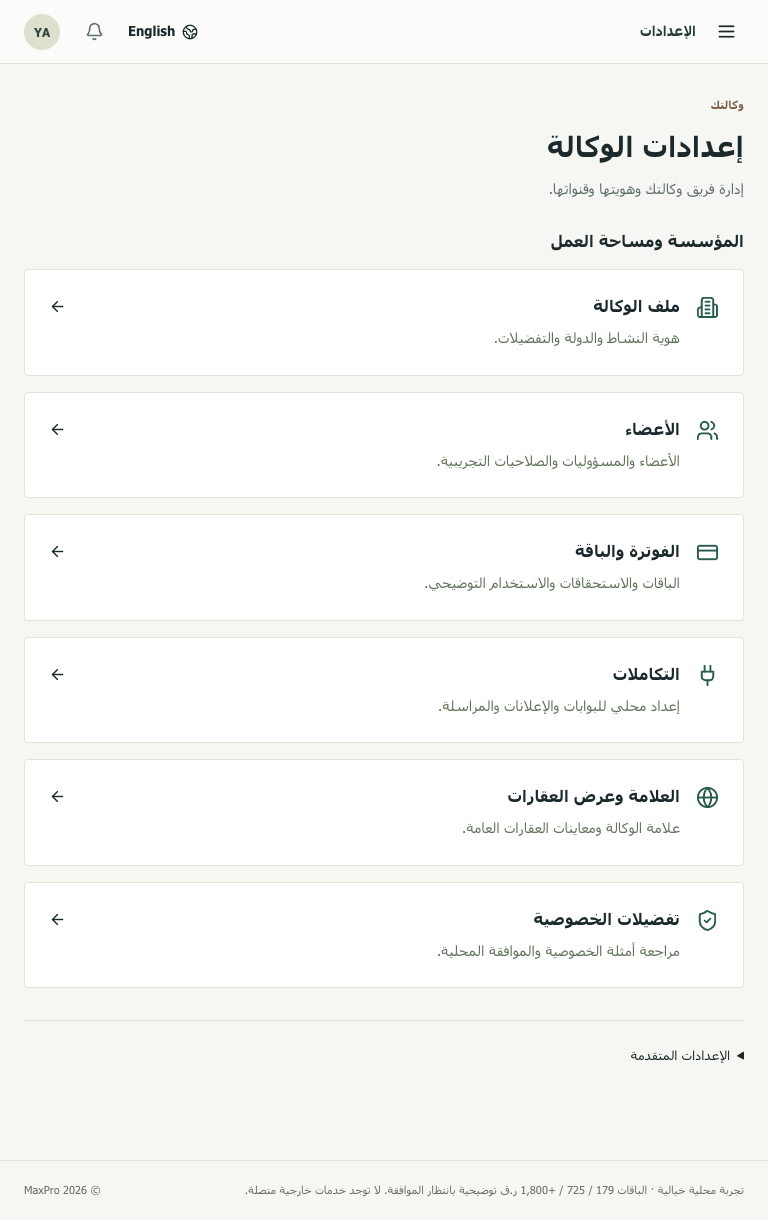 الإعدادات
English
YA
وكالتك
إعدادات الوكالة
إدارة فريق وكالتك وهويتها وقنواتها.
المؤسسة ومساحة العمل
ملف الوكالة
هوية النشاط والدولة والتفضيلات.
الأعضاء
الأعضاء والمسؤوليات والصلاحيات التجريبية.
الفوترة والباقة
الباقات والاستحقاقات والاستخدام التوضيحي.
التكاملات
إعداد محلي للبوابات والإعلانات والمراسلة.
العلامة وعرض العقارات
علامة الوكالة ومعاينات العقارات العامة.
تفضيلات الخصوصية
مراجعة أمثلة الخصوصية والموافقة المحلية.
الإعدادات المتقدمة
تجربة محلية خيالية · الباقات 179 / 725 / +1,800 ر.ق توضيحية بانتظار الموافقة. لا توجد خدمات خارجية متصلة.
© 2026 MaxPro